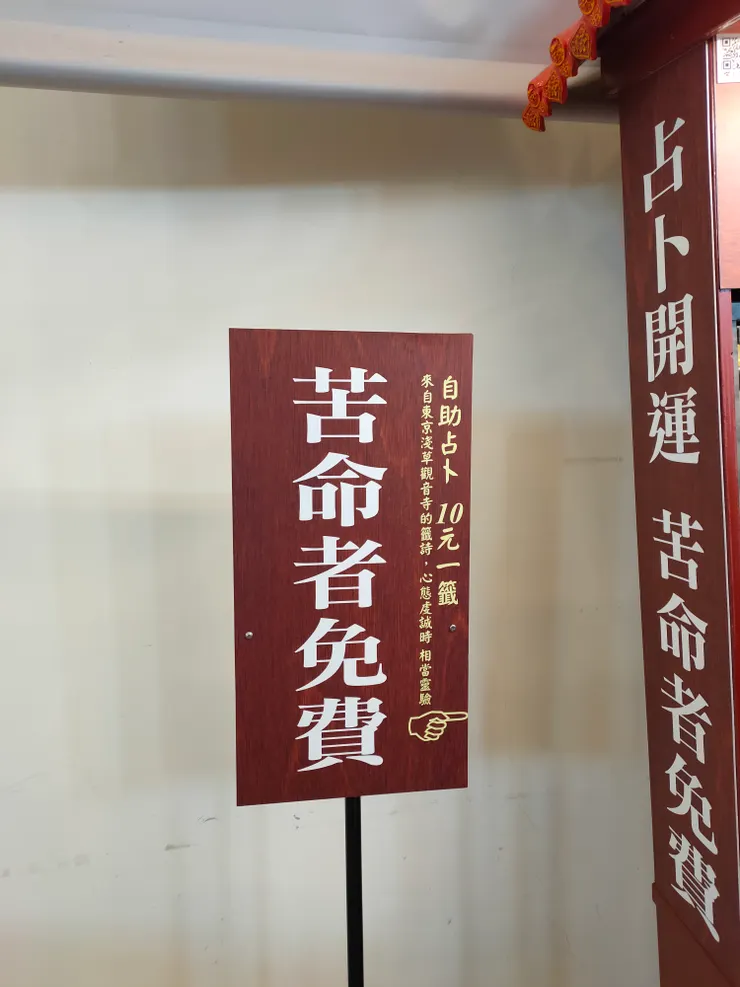 自助占卜 10元一籤
來自東京淺草觀音寺的籤詩，心態虔誠時 相當靈驗
苦命者免費
占卜開運 苦命者免費